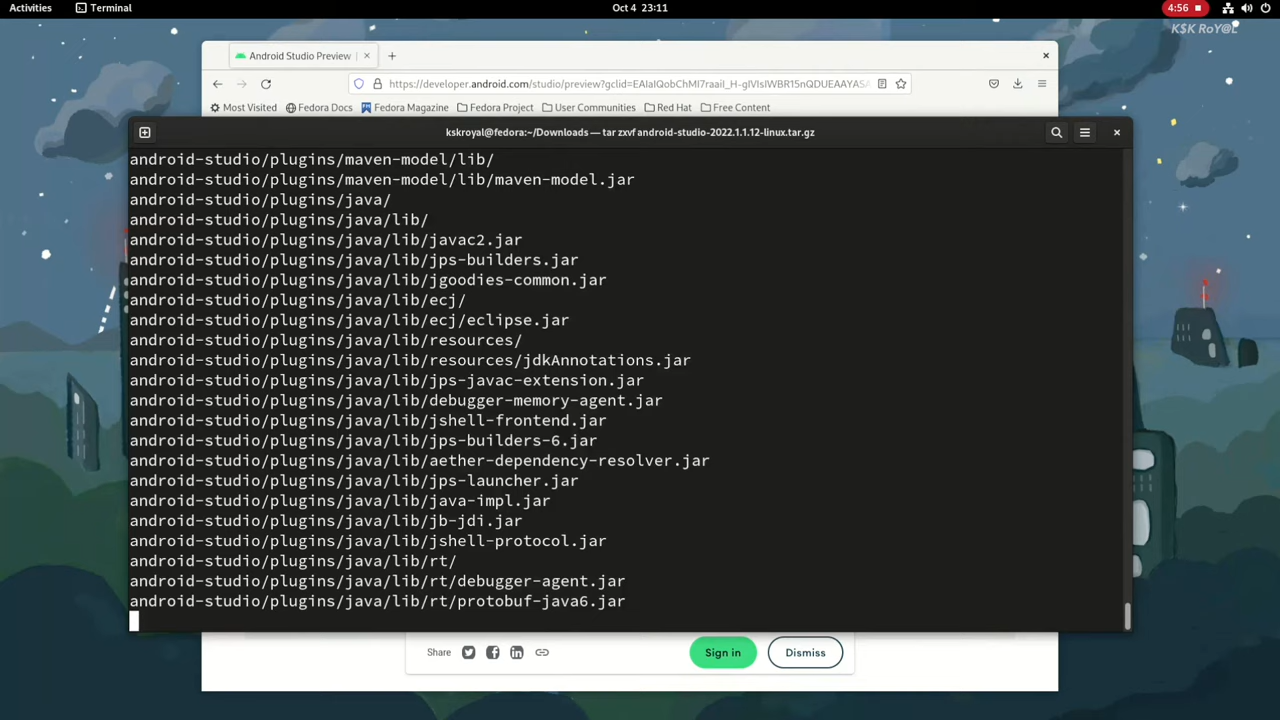 Activities Terminal Oct 4 23:11 4:56
K$K RoY@L
Android Studio Preview
https://developer.android.com/studio/preview?gclid=EAIaIQobChMI7raail_H-gIVIsIWBR15nQDUEAAYASA
Most Visited Fedora Docs Fedora Magazine Fedora Project User Communities Red Hat Free Content
kskroyal@fedora:~/Downloads — tar zxvf android-studio-2022.1.1.12-linux.tar.gz
android-studio/plugins/maven-model/lib/
android-studio/plugins/maven-model/lib/maven-model.jar
android-studio/plugins/java/
android-studio/plugins/java/lib/
android-studio/plugins/java/lib/javac2.jar
android-studio/plugins/java/lib/jps-builders.jar
android-studio/plugins/java/lib/jgoodies-common.jar
android-studio/plugins/java/lib/ecj/
android-studio/plugins/java/lib/ecj/eclipse.jar
android-studio/plugins/java/lib/resources/
android-studio/plugins/java/lib/resources/jdkAnnotations.jar
android-studio/plugins/java/lib/jps-javac-extension.jar
android-studio/plugins/java/lib/debugger-memory-agent.jar
android-studio/plugins/java/lib/jshell-frontend.jar
android-studio/plugins/java/lib/jps-builders-6.jar
android-studio/plugins/java/lib/aether-dependency-resolver.jar
android-studio/plugins/java/lib/jps-launcher.jar
android-studio/plugins/java/lib/java-impl.jar
android-studio/plugins/java/lib/jb-jdi.jar
android-studio/plugins/java/lib/jshell-protocol.jar
android-studio/plugins/java/lib/rt/
android-studio/plugins/java/lib/rt/debugger-agent.jar
android-studio/plugins/java/lib/rt/protobuf-java6.jar
Share Sign in Dismiss